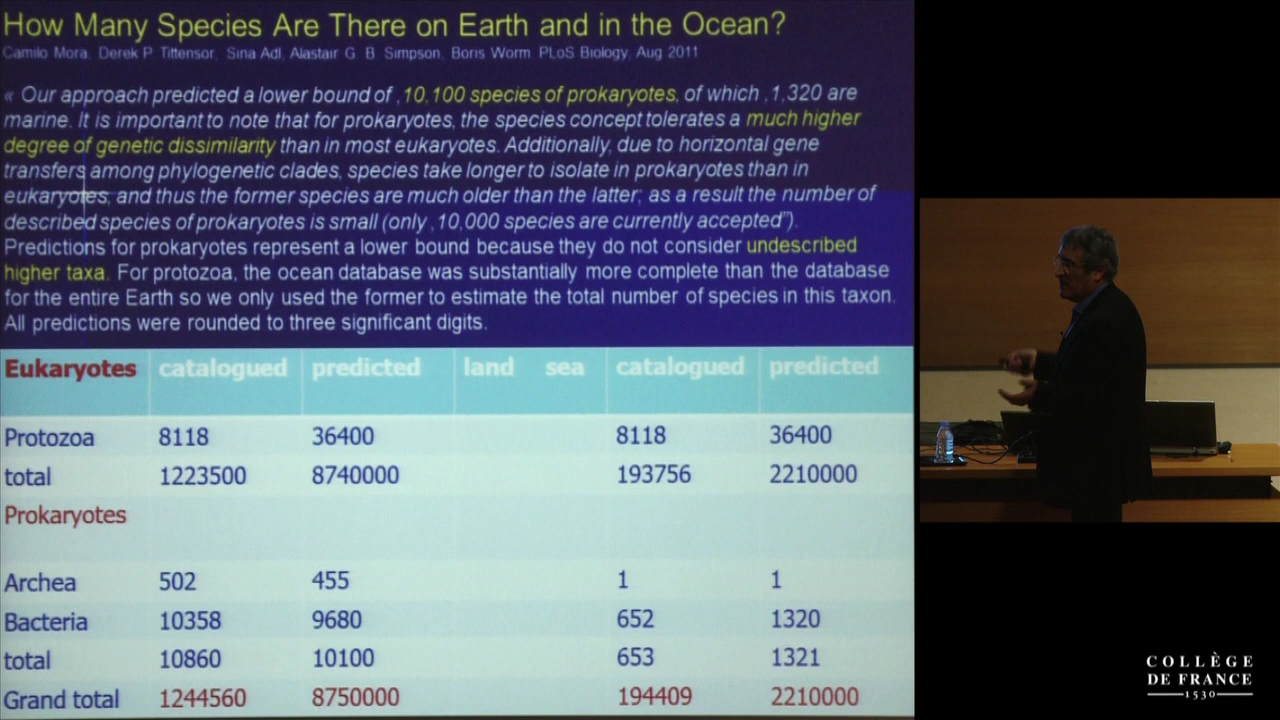 How Many Species Are There on Earth and in the Ocean?
Camilo Mora, Derek P. Tittensor, Sina Adl, Alastair G. B. Simpson, Boris Worm PLoS Biology, Aug 2011
« Our approach predicted a lower bound of ,10,100 species of prokaryotes, of which ,1,320 are
marine. It is important to note that for prokaryotes, the species concept tolerates a much higher
degree of genetic dissimilarity than in most eukaryotes. Additionally, due to horizontal gene
transfers among phylogenetic clades, species take longer to isolate in prokaryotes than in
eukaryotes, and thus the former species are much older than the latter; as a result the number of
described species of prokaryotes is small (only ,10,000 species are currently accepted").
Predictions for prokaryotes represent a lower bound because they do not consider undescribed
higher taxa. For protozoa, the ocean database was substantially more complete than the database
for the entire Earth so we only used the former to estimate the total number of species in this taxon.
All predictions were rounded to three significant digits.
Eukaryotes catalogued predicted land sea catalogued predicted
Protozoa 8118 36400 8118 36400
total 1223500 8740000 193756 2210000
Prokaryotes
Archea 502 455 1 1
Bacteria 10358 9680 652 1320
total 10860 10100 653 1321
Grand total 1244560 8750000 194409 2210000
COLLÈGE
DE FRANCE
1530